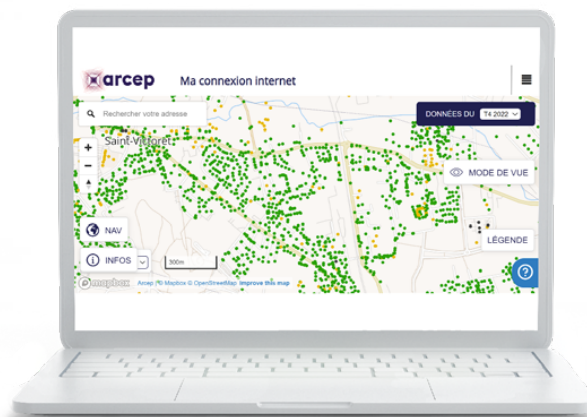 arcep Ma connexion internet
Rechercher votre adresse
DONNÉES DU T4 2022
Saint-Victoret
+
−
MODE DE VUE
NAV
LÉGENDE
INFOS
300m
?
mapbox Arcep | © Mapbox © OpenStreetMap Improve this map